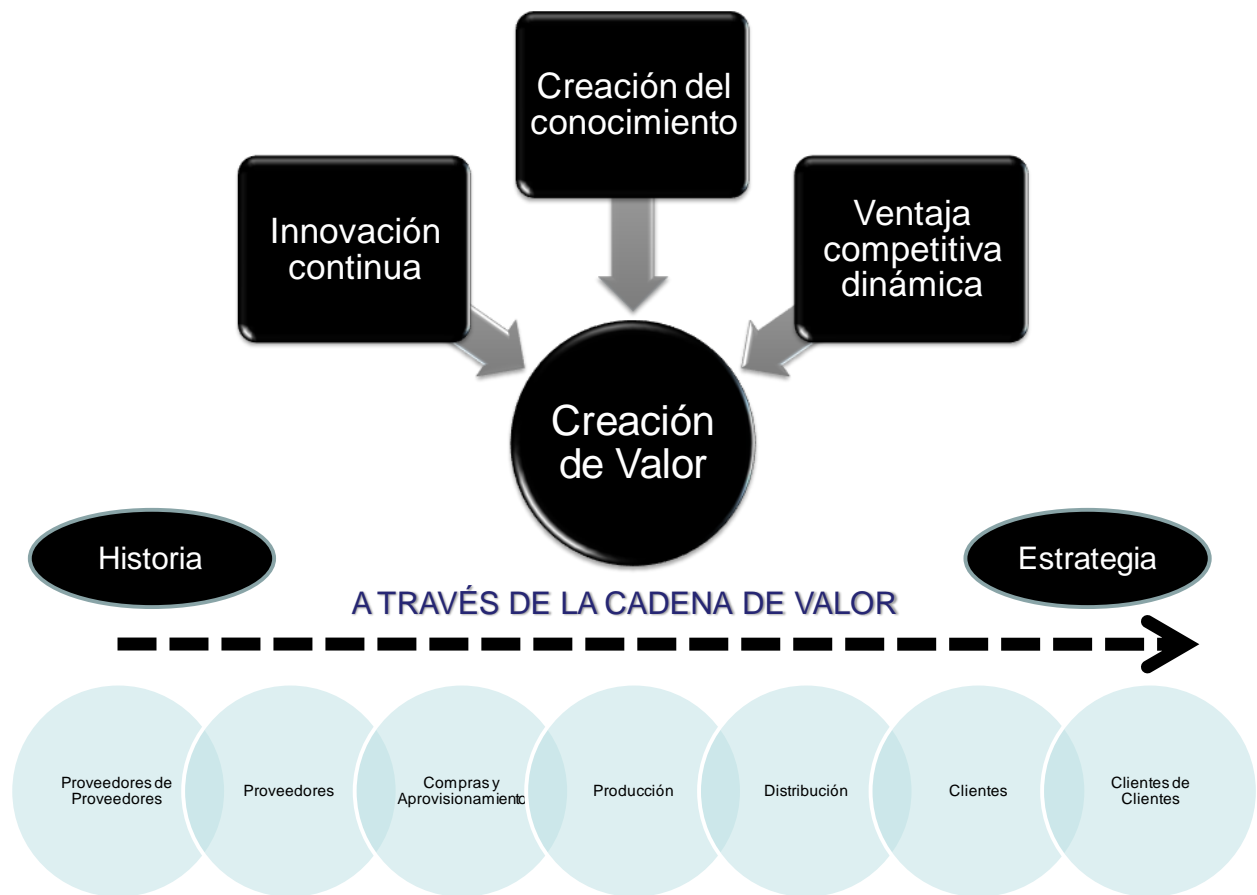 Creación del
conocimiento
Innovación
continua
Ventaja
competitiva
dinámica
Creación
de Valor
Historia
Estrategia
A TRAVÉS DE LA CADENA DE VALOR
Proveedores de
Proveedores
Proveedores
Compras y
Aprovisionamiento
Producción
Distribución
Clientes
Clientes de
Clientes